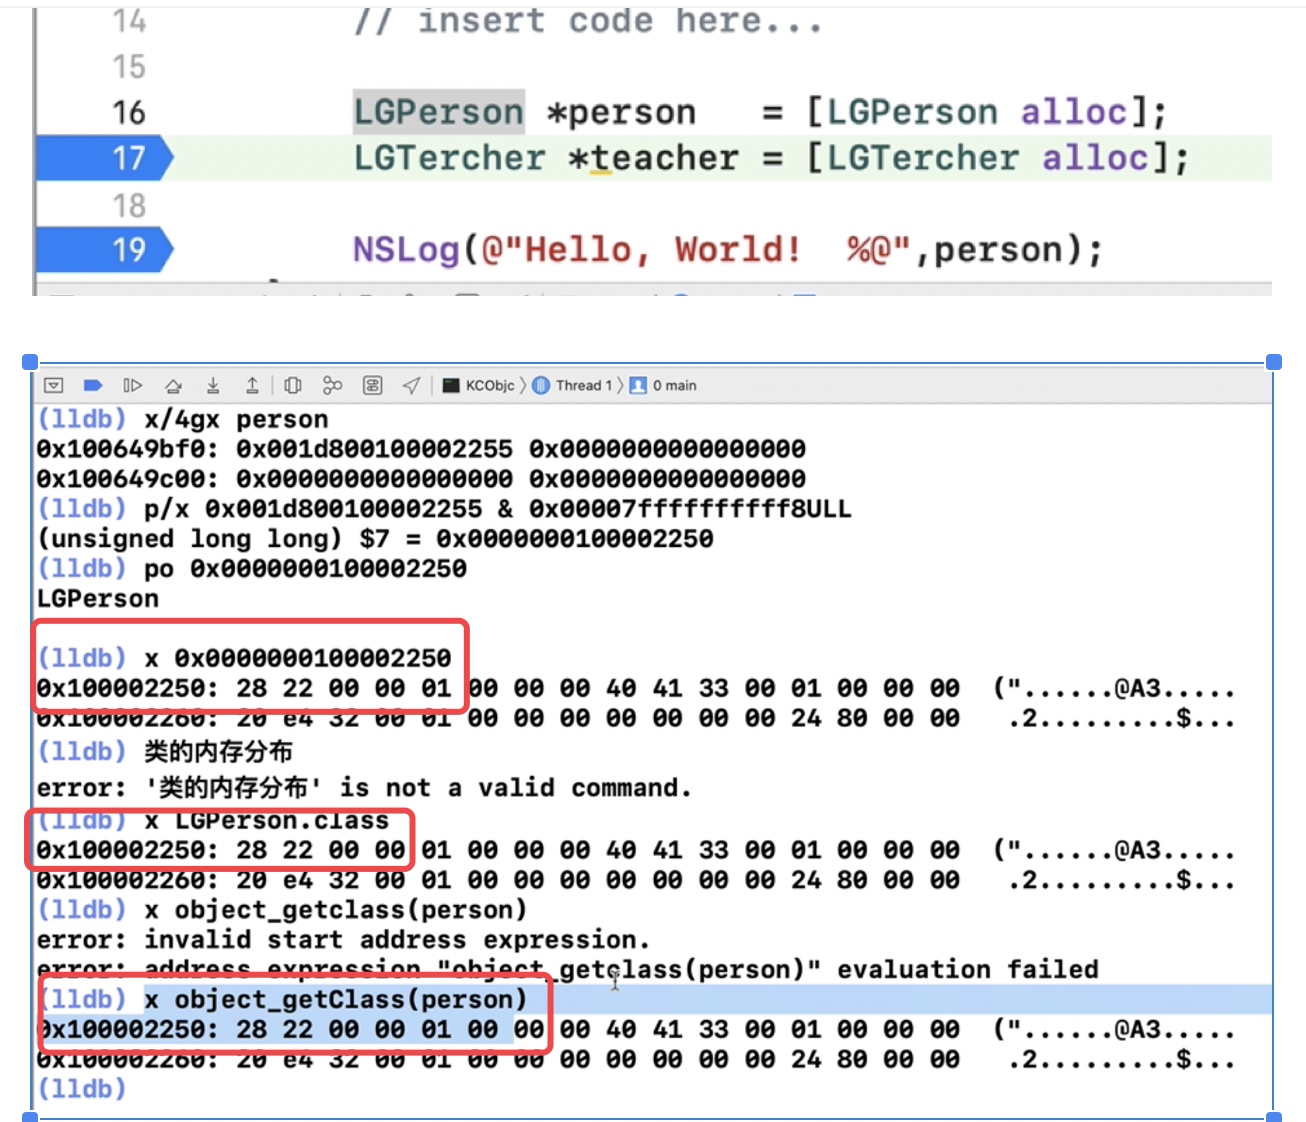 14 // insert code here...
15
16 LGPerson *person = [LGPerson alloc];
17 LGTercher *teacher = [LGTercher alloc];
18
19 NSLog(@"Hello, World! %@",person);
KCObjc 〉 Thread 1 〉 0 main
(lldb) x/4gx person
0x100649bf0: 0x001d800100002255 0x0000000000000000
0x100649c00: 0x0000000000000000 0x0000000000000000
(lldb) p/x 0x001d800100002255 & 0x00007ffffffffff8ULL
(unsigned long long) $7 = 0x0000000100002250
(lldb) po 0x0000000100002250
LGPerson
(lldb) x 0x0000000100002250
0x100002250: 28 22 00 00 01 00 00 00 40 41 33 00 01 00 00 00 ("......@A3.....
0x100002260: 20 e4 32 00 01 00 00 00 00 00 00 00 24 80 00 00 .2.........$...
(lldb) 类的内存分布
error: '类的内存分布' is not a valid command.
(lldb) x LGPerson.class
0x100002250: 28 22 00 00 01 00 00 00 40 41 33 00 01 00 00 00 ("......@A3.....
0x100002260: 20 e4 32 00 01 00 00 00 00 00 00 00 24 80 00 00 .2.........$...
(lldb) x object_getclass(person)
error: invalid start address expression.
error: address expression "object_getclass(person)" evaluation failed
(lldb) x object_getClass(person)
0x100002250: 28 22 00 00 01 00 00 00 40 41 33 00 01 00 00 00 ("......@A3.....
0x100002260: 20 e4 32 00 01 00 00 00 00 00 00 00 24 80 00 00 .2.........$...
(lldb)